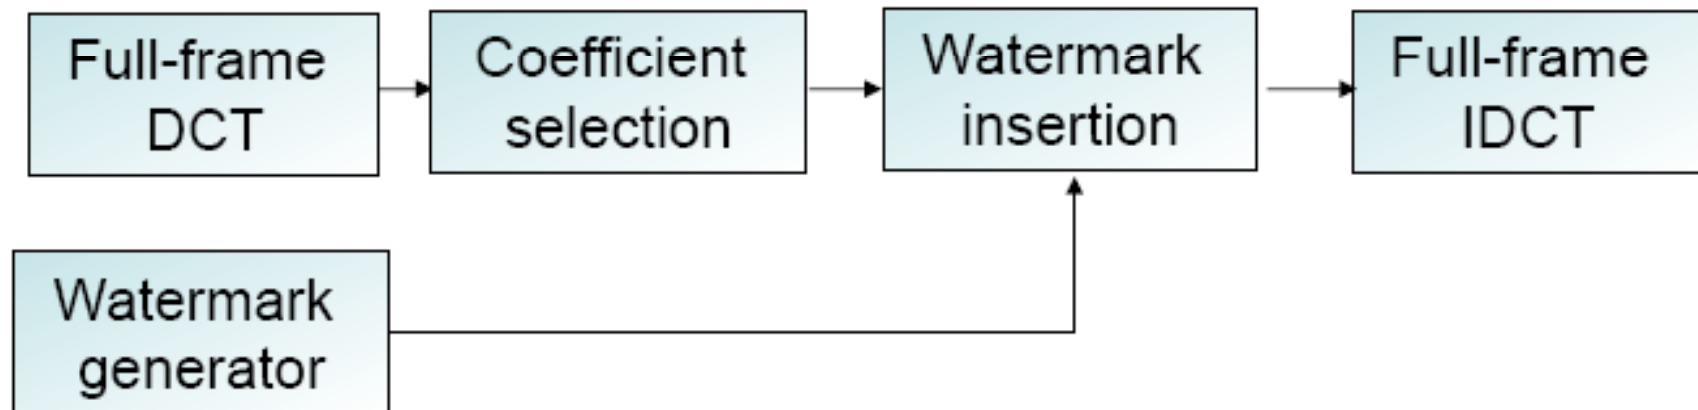 Full-frame
DCT
Coefficient
selection
Watermark
insertion
Full-frame
IDCT
Watermark
generator